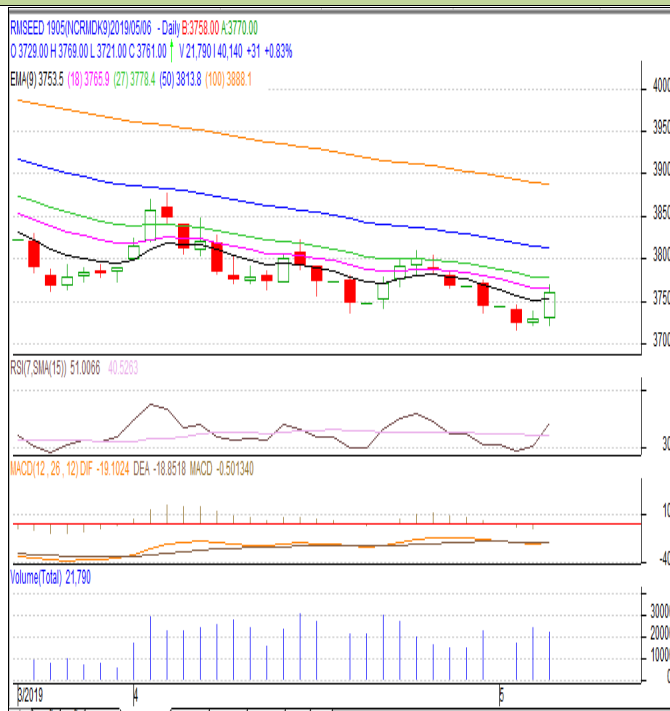 RMSEED 1905(NORMDK9)2019/05/06 - Daily B:3758.00 A:3770.00
O 3729.00 H 3769.00 L 3721.00 C 3761.00 V 21,790 I 40,140 +31 +0.83%
EMA(9) 3753.5 (18) 3765.9 (27) 3778.4 (50) 3813.8 (100) 3888.1
4000
3950
3900
3850
3800
3750
3700
RSI(7,SMA(15)) 51.0066 40.5263
30
MACD(12 , 26 , 12) DIF -19.1024 DEA -18.8518 MACD -0.501340
10
-40
Volume(Total) 21,790
30000
20000
10000
0
3/2019 4 5